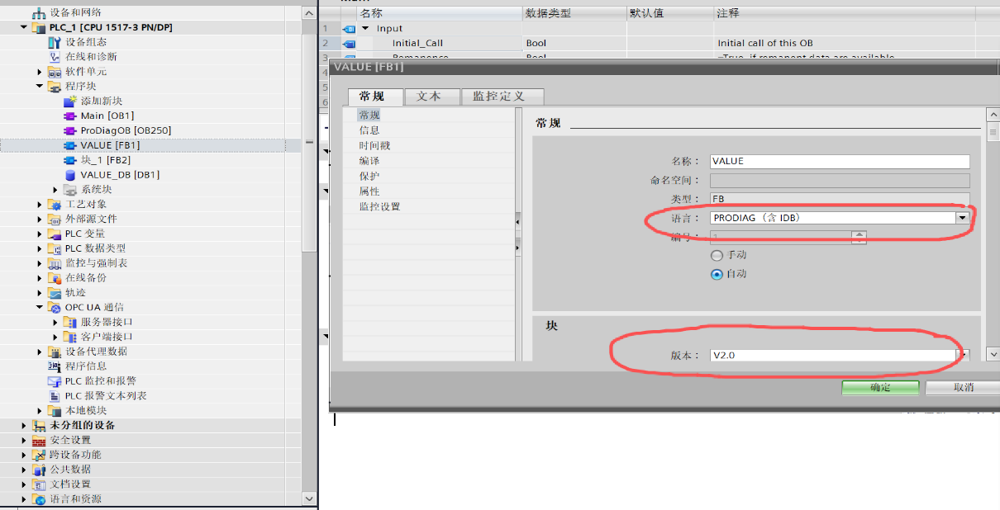 设备和网络
PLC_1 [CPU 1517-3 PN/DP]
设备组态
在线和诊断
软件单元
程序块
添加新块
Main [OB1]
ProDiagOB [OB250]
VALUE [FB1]
块_1 [FB2]
VALUE_DB [DB1]
系统块
工艺对象
外部源文件
PLC 变量
PLC 数据类型
监控与强制表
在线备份
轨迹
OPC UA 通信
服务器接口
客户端接口
设备代理数据
程序信息
PLC 监控和报警
PLC 报警文本列表
本地模块
未分组的设备
安全设置
跨设备功能
公共数据
文档设置
语言和资源
名称 数据类型 默认值 注释
1 Input
2 Initial_Call Bool Initial call of this OB
3 Remanence Bool =True, if remanent data are available
4
5
6
VALUE [FB1]
常规 文本 监控定义
常规
信息
时间戳
编译
保护
属性
监控设置
常规
名称： VALUE
命名空间：
类型： FB
语言： PRODIAG（含 IDB）
编号： 1
手动
自动
块
版本： V2.0
确定 取消